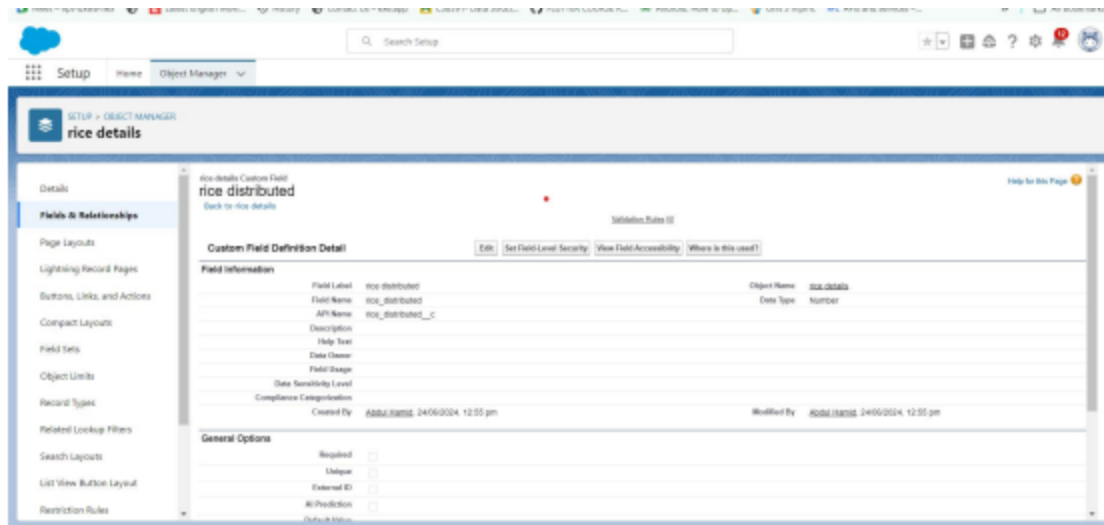 Search Setup
12
Setup Home Object Manager
SETUP > OBJECT MANAGER
rice details
Details
Fields & Relationships
Page Layouts
Lightning Record Pages
Buttons, Links, and Actions
Compact Layouts
Field Sets
Object Limits
Record Types
Related Lookup Filters
Search Layouts
List View Button Layout
Restriction Rules
rice details Custom Field
rice distributed
Back to rice details
Help for this Page
Validation Rules [0]
Custom Field Definition Detail Edit Set Field-Level Security View Field Accessibility Where is this used?
Field Information
Field Label rice distributed Object Name rice details
Field Name rice_distributed Data Type Number
API Name rice_distributed__c
Description
Help Text
Data Owner
Field Usage
Data Sensitivity Level
Compliance Categorization
Created By Abdul Hamid, 24/06/2024, 12:55 pm Modified By Abdul Hamid, 24/06/2024, 12:55 pm
General Options
Required
Unique
External ID
AI Prediction
Default Value